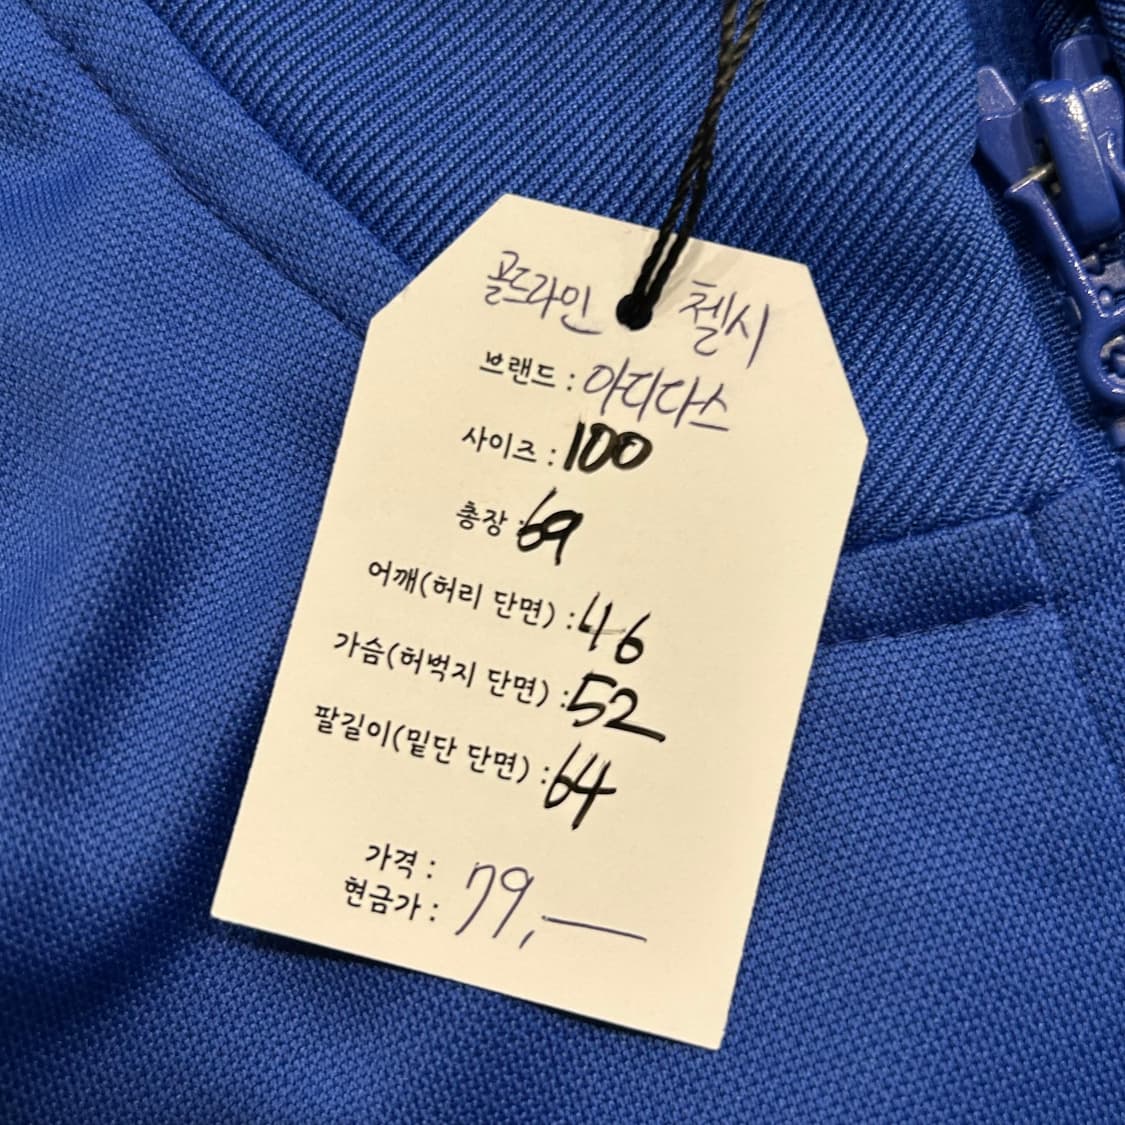 골드라인 첼시
브랜드 : 아디다스
사이즈 : 100
총장 : 69
어깨(허리 단면) : 46
가슴(허벅지 단면) : 52
팔길이(밑단 단면) : 64
가격 :
현금가 : 79,—